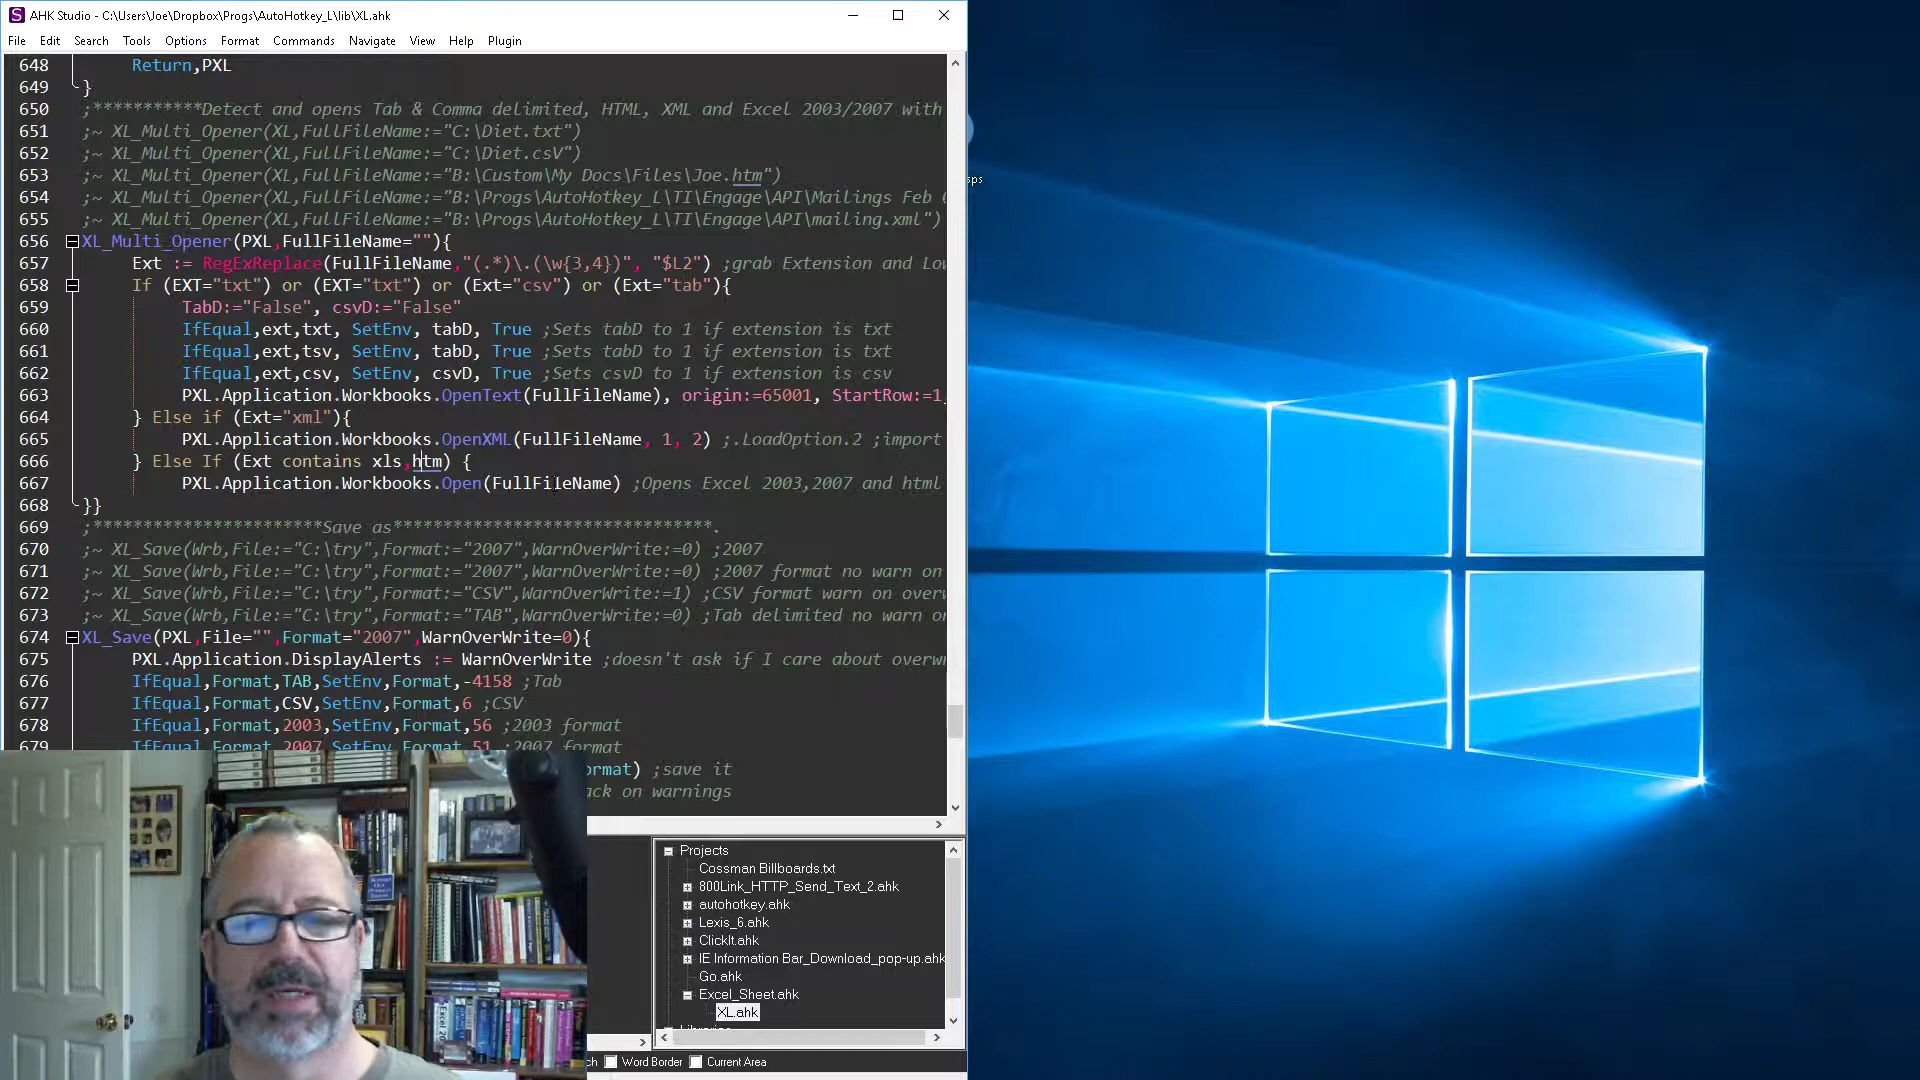 AHK Studio - C:\Users\Joe\Dropbox\Progs\AutoHotkey_L\lib\XL.ahk
File Edit Search Tools Options Format Commands Navigate View Help Plugin
648 Return,PXL
649 }
650 ;***********Detect and opens Tab & Comma delimited, HTML, XML and Excel 2003/2007 with
651 ;~ XL_Multi_Opener(XL,FullFileName:="C:\Diet.txt")
652 ;~ XL_Multi_Opener(XL,FullFileName:="C:\Diet.csV")
653 ;~ XL_Multi_Opener(XL,FullFileName:="B:\Custom\My Docs\Files\Joe.htm")
654 ;~ XL_Multi_Opener(XL,FullFileName:="B:\Progs\AutoHotkey_L\TI\Engage\API\Mailings Feb
655 ;~ XL_Multi_Opener(XL,FullFileName:="B:\Progs\AutoHotkey_L\TI\Engage\API\mailing.xml")
656 XL_Multi_Opener(PXL,FullFileName=""){
657 Ext := RegExReplace(FullFileName,"(.*)\.(\w{3,4})", "$L2") ;grab Extension and Lo
658 If (EXT="txt") or (EXT="txt") or (Ext="csv") or (Ext="tab"){
659 TabD:="False", csvD:="False"
660 IfEqual,ext,txt, SetEnv, tabD, True ;Sets tabD to 1 if extension is txt
661 IfEqual,ext,tsv, SetEnv, tabD, True ;Sets tabD to 1 if extension is txt
662 IfEqual,ext,csv, SetEnv, csvD, True ;Sets csvD to 1 if extension is csv
663 PXL.Application.Workbooks.OpenText(FullFileName), origin:=65001, StartRow:=1,
664 } Else if (Ext="xml"){
665 PXL.Application.Workbooks.OpenXML(FullFileName, 1, 2) ;.LoadOption.2 ;import
666 } Else If (Ext contains xls,htm) {
667 PXL.Application.Workbooks.Open(FullFileName) ;Opens Excel 2003,2007 and html
668 }}
669 ;***********************Save as********************************.
670 ;~ XL_Save(Wrb,File:="C:\try",Format:="2007",WarnOverWrite:=0) ;2007
671 ;~ XL_Save(Wrb,File:="C:\try",Format:="2007",WarnOverWrite:=0) ;2007 format no warn on
672 ;~ XL_Save(Wrb,File:="C:\try",Format:="CSV",WarnOverWrite:=1) ;CSV format warn on overw
673 ;~ XL_Save(Wrb,File:="C:\try",Format:="TAB",WarnOverWrite:=0) ;Tab delimited no warn on
674 XL_Save(PXL,File="",Format="2007",WarnOverWrite=0){
675 PXL.Application.DisplayAlerts := WarnOverWrite ;doesn't ask if I care about overw
676 IfEqual,Format,TAB,SetEnv,Format,-4158 ;Tab
677 IfEqual,Format,CSV,SetEnv,Format,6 ;CSV
678 IfEqual,Format,2003,SetEnv,Format,56 ;2003 format
679 IfEqual,Format,2007,SetEnv,Format,51 ;2007 format
ormat) ;save it
ack on warnings
Projects
Cossman Billboards.txt
800Link_HTTP_Send_Text_2.ahk
autohotkey.ahk
Lexis_6.ahk
ClickIt.ahk
IE Information Bar_Download_pop-up.ahk
Go.ahk
Excel_Sheet.ahk
XL.ahk
Libraries
ch Word Border Current Area
sps